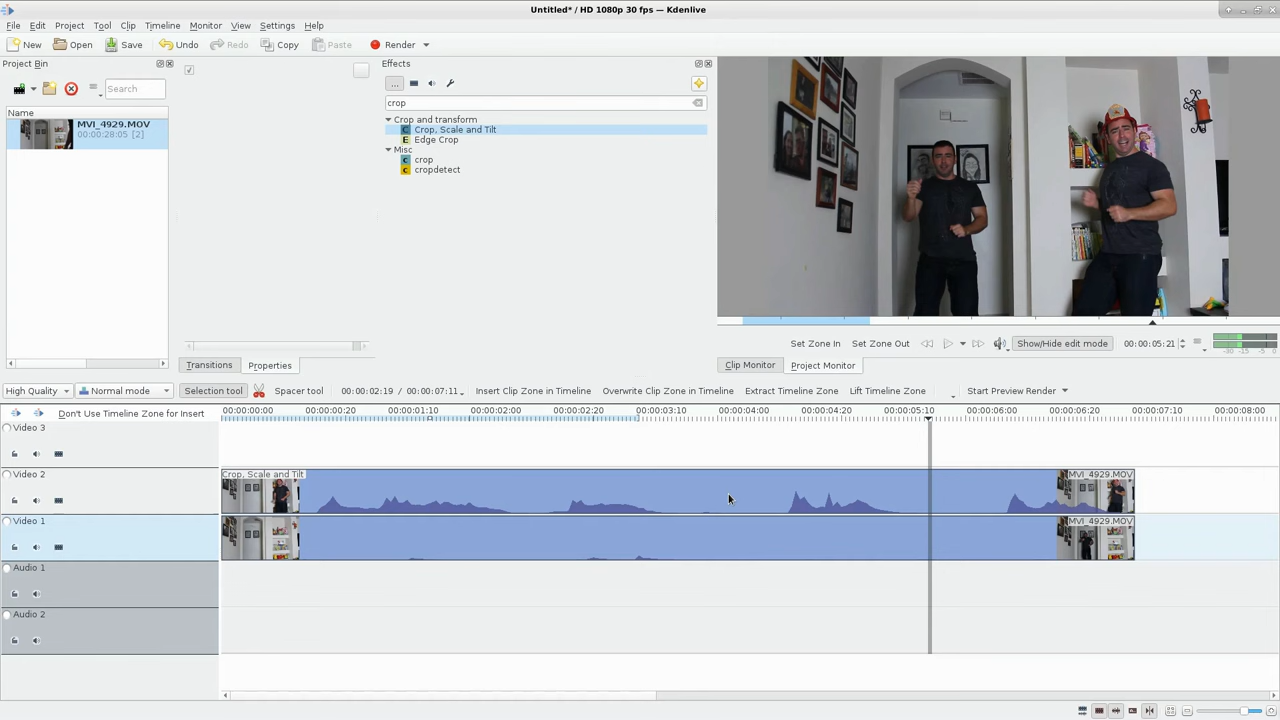 Untitled* / HD 1080p 30 fps — Kdenlive
File Edit Project Tool Clip Timeline Monitor View Settings Help
New Open Save Undo Redo Copy Paste Render
Project Bin
Search
Name
MVI_4929.MOV
00:00:28:05 [2]
Effects
...
crop
Crop and transform
C Crop, Scale and Tilt
E Edge Crop
Misc
c crop
c cropdetect
Transitions Properties
Set Zone In Set Zone Out Show/Hide edit mode 00:00:05:21
-30 -15 -5 0
Clip Monitor Project Monitor
High Quality Normal mode Selection tool Spacer tool 00:00:02:19 / 00:00:07:11 Insert Clip Zone in Timeline Overwrite Clip Zone in Timeline Extract Timeline Zone Lift Timeline Zone Start Preview Render
Don't Use Timeline Zone for Insert
00:00:00:00 00:00:00:20 00:00:01:10 00:00:02:00 00:00:02:20 00:00:03:10 00:00:04:00 00:00:04:20 00:00:05:10 00:00:06:00 00:00:06:20 00:00:07:10 00:00:08:00
Video 3
Video 2
Crop, Scale and Tilt MVI_4929.MOV
Video 1
MVI_4929.MOV
Audio 1
Audio 2